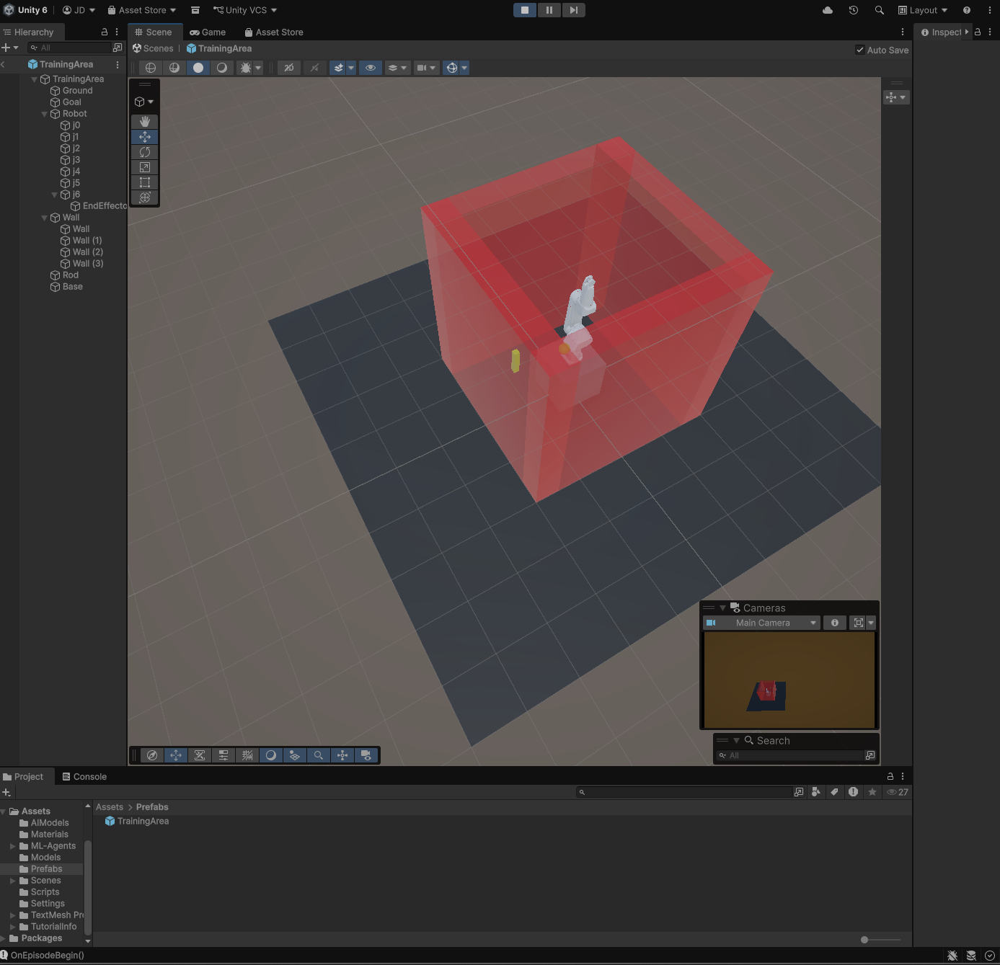 Unity 6 JD Asset Store Unity VCS Layout
Hierarchy Scene Game Asset Store Inspect
All Scenes TrainingArea Auto Save
TrainingArea
2D
TrainingArea
Ground
Goal
Robot
j0
j1
j2
j3
j4
j5
j6
EndEffecto
Wall
Wall
Wall (1)
Wall (2)
Wall (3)
Rod
Base
Cameras
Main Camera
Search
All
Project Console
27
Assets
AIModels
Materials
ML-Agents
Models
Prefabs
Scenes
Scripts
Settings
TextMesh Pr
TutorialInfo
Packages
Assets > Prefabs
TrainingArea
OnEpisodeBegin()